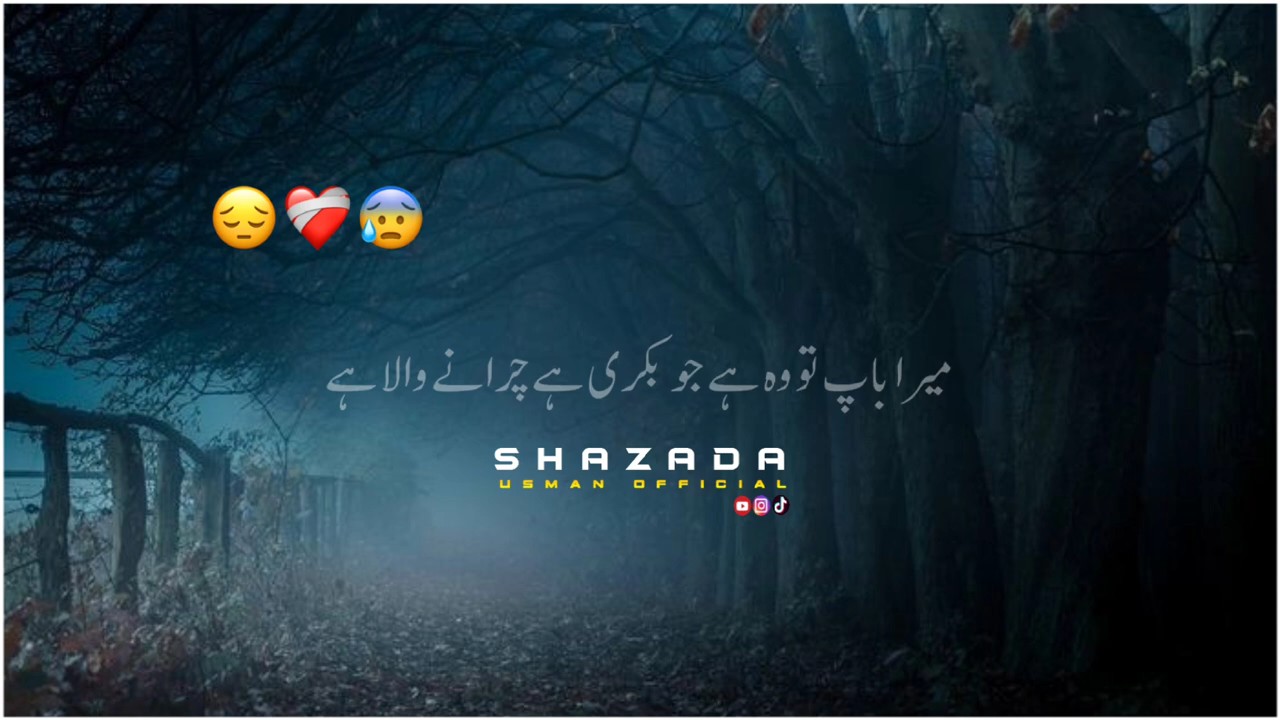 😔❤️‍🩹😰
میرا باپ تو وہ ہے جو بکری ہے چرانے والا ہے
SHAZADA
USMAN OFFICIAL